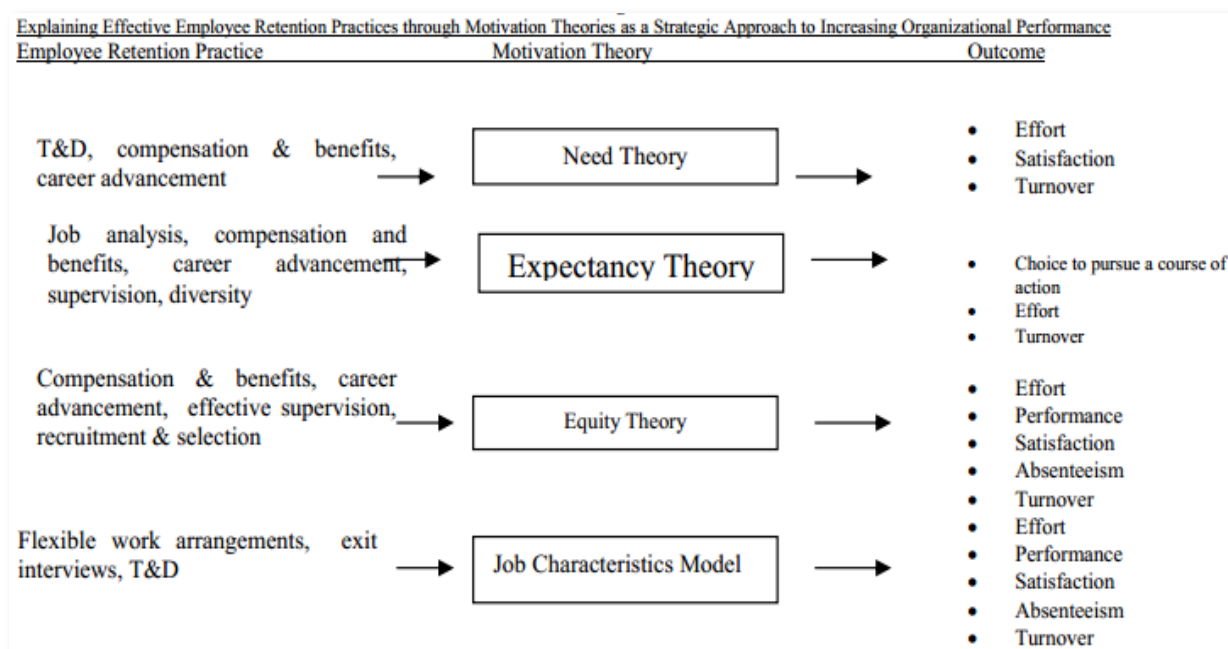 Explaining Effective Employee Retention Practices through Motivation Theories as a Strategic Approach to Increasing Organizational Performance
Employee Retention Practice Motivation Theory Outcome
T&D, compensation & benefits,
career advancement
Need Theory
• Effort
• Satisfaction
• Turnover
Job analysis, compensation and
benefits, career advancement,
supervision, diversity
Expectancy Theory
• Choice to pursue a course of
action
• Effort
• Turnover
Compensation & benefits, career
advancement, effective supervision,
recruitment & selection
Equity Theory
• Effort
• Performance
• Satisfaction
• Absenteeism
• Turnover
Flexible work arrangements, exit
interviews, T&D
Job Characteristics Model
• Effort
• Performance
• Satisfaction
• Absenteeism
• Turnover